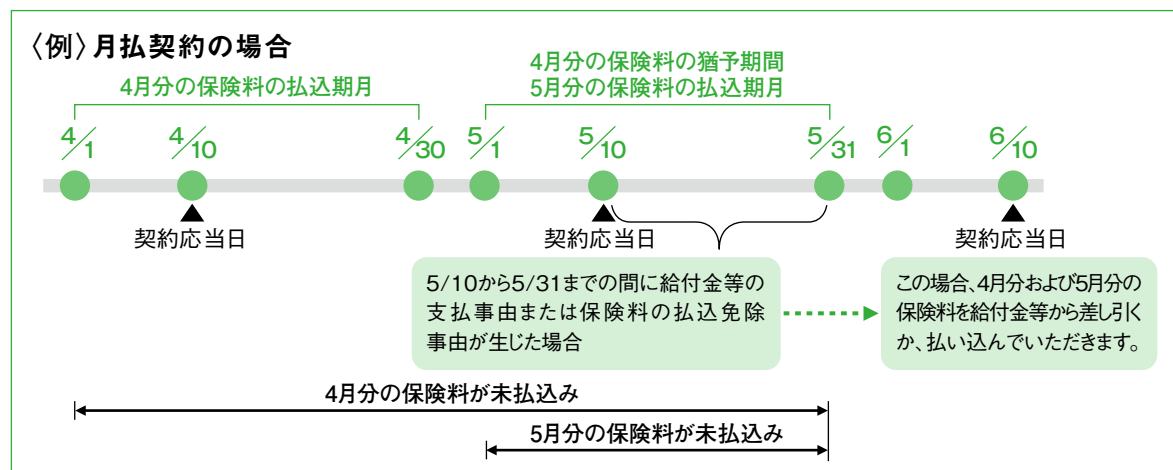 〈例〉月払契約の場合
4月分の保険料の払込期月
4月分の保険料の猶予期間
5月分の保険料の払込期月
4/1
4/10
4/30
5/1
5/10
5/31
6/1
6/10
契約応当日
契約応当日
契約応当日
5/10から5/31までの間に給付金等の
支払事由または保険料の払込免除
事由が生じた場合
この場合、4月分および5月分の
保険料を給付金等から差し引く
か、払い込んでいただきます。
4月分の保険料が未払込み
5月分の保険料が未払込み